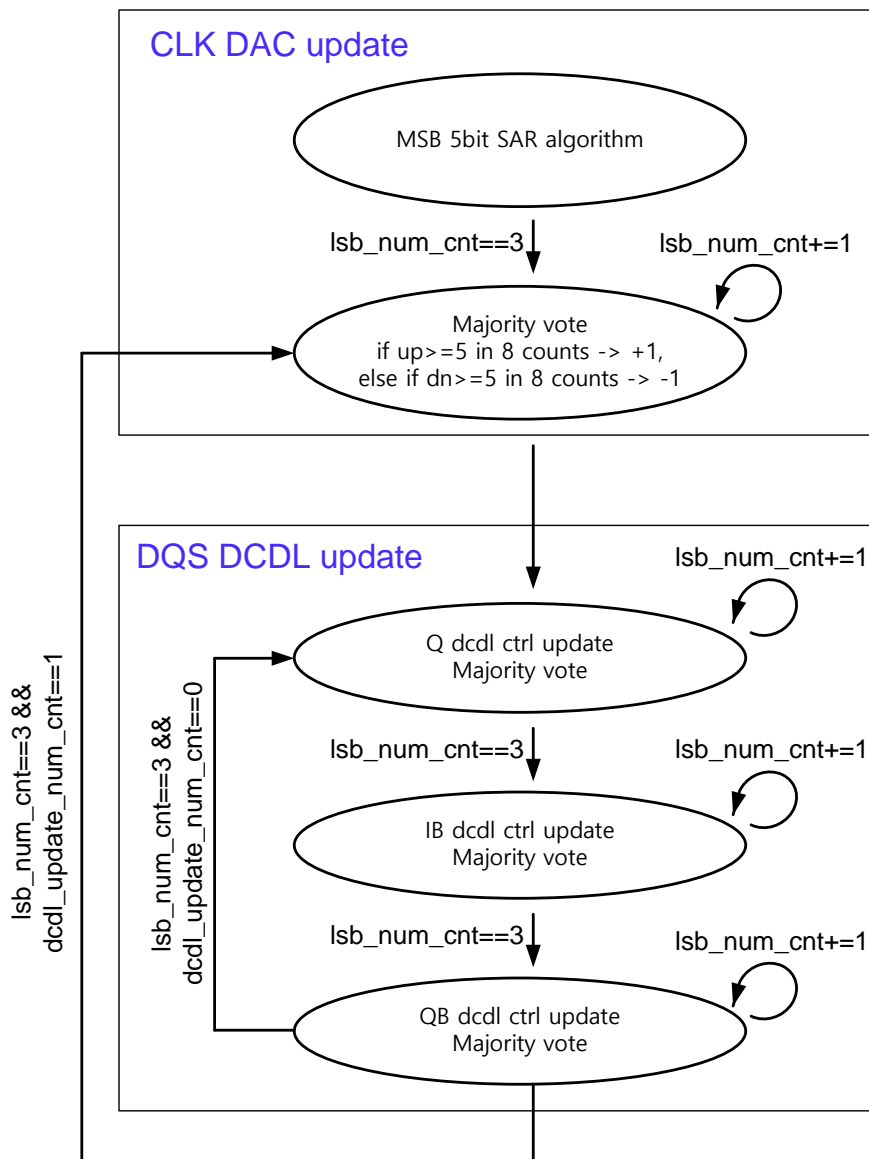 CLK DAC update
MSB 5bit SAR algorithm
lsb_num_cnt==3
lsb_num_cnt+=1
Majority vote
if up>=5 in 8 counts -> +1,
else if dn>=5 in 8 counts -> -1
DQS DCDL update
lsb_num_cnt+=1
Q dcdl ctrl update
Majority vote
lsb_num_cnt==3 &&
dcdl_update_num_cnt==1
lsb_num_cnt==3 &&
dcdl_update_num_cnt==0
lsb_num_cnt==3
lsb_num_cnt+=1
IB dcdl ctrl update
Majority vote
lsb_num_cnt==3
lsb_num_cnt+=1
QB dcdl ctrl update
Majority vote